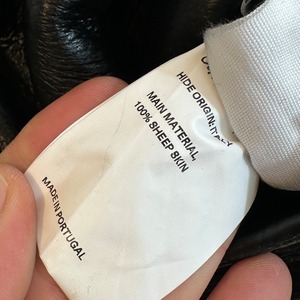 HIDE ORIGIN:ITALY
MAIN MATERIAL,
100% SHEEP SKIN
MADE IN PORTUGAL